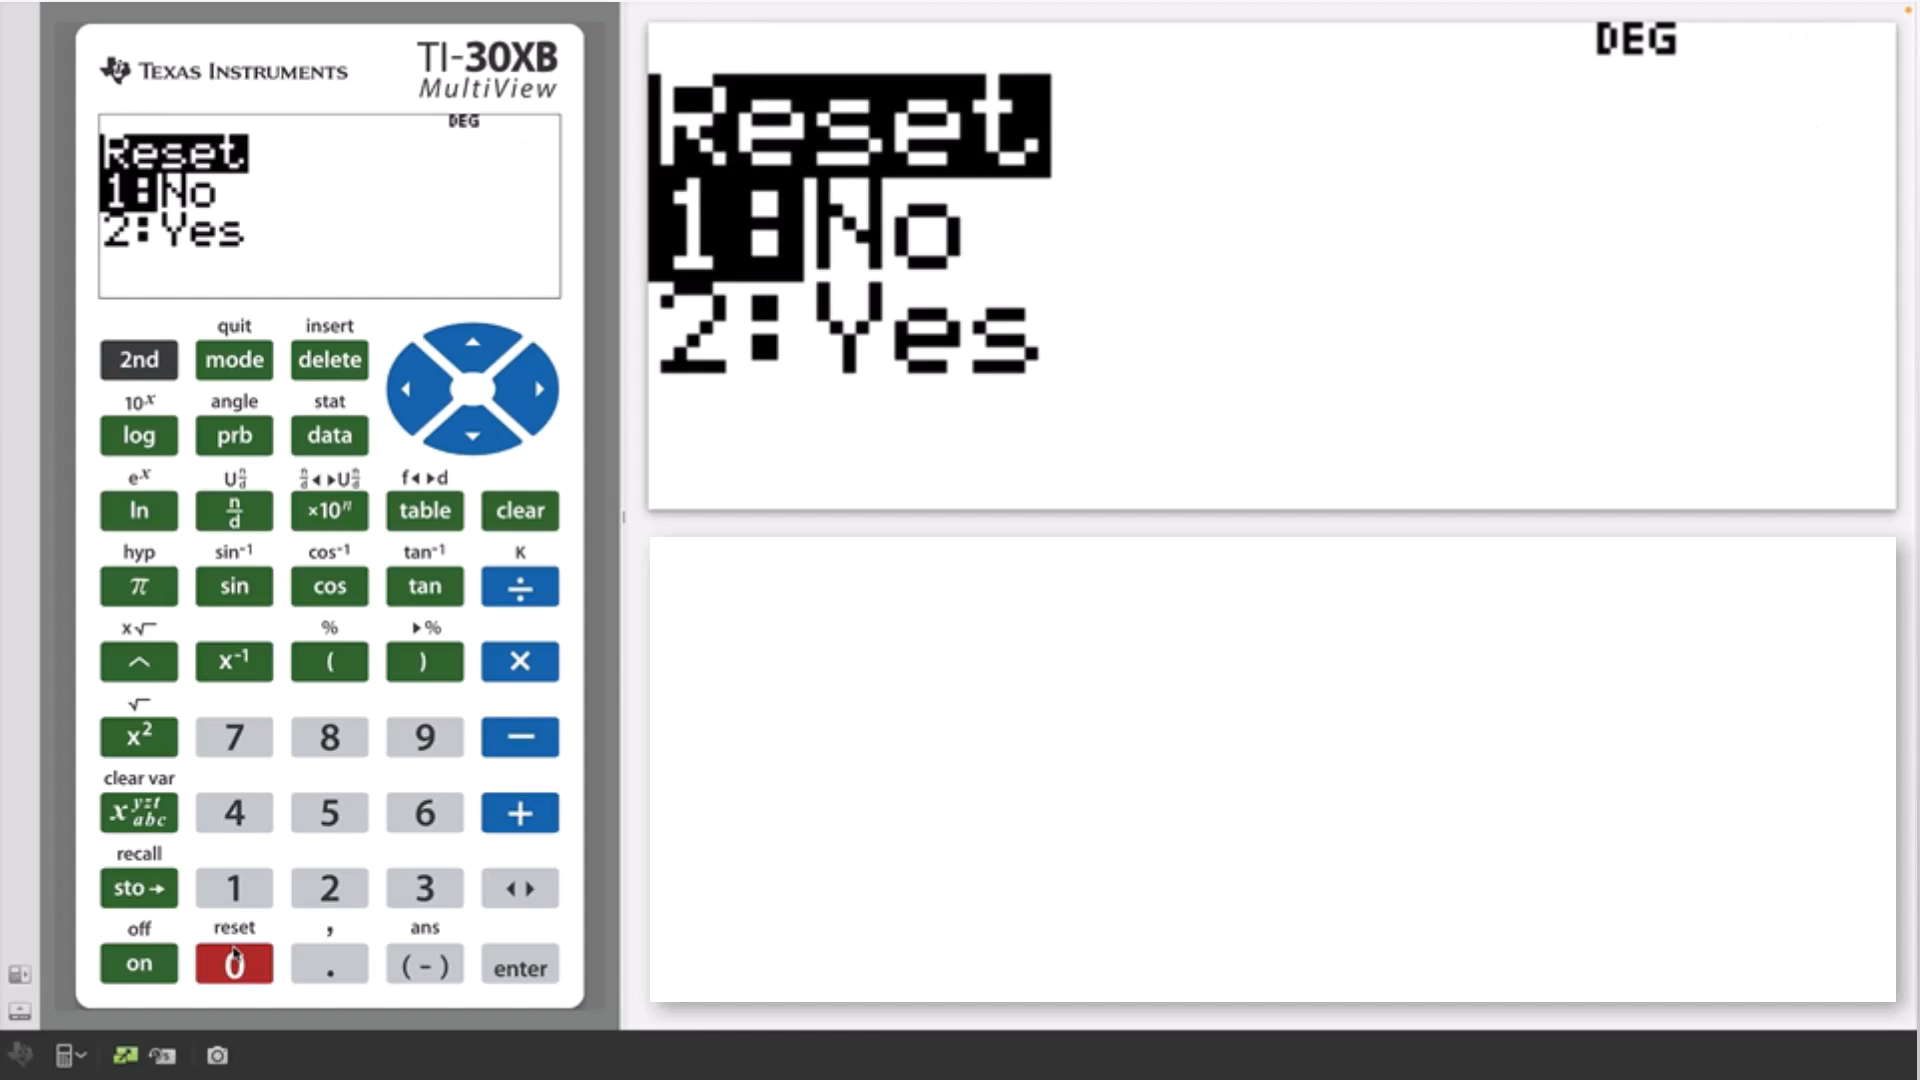 TEXAS INSTRUMENTS
TI-30XB
MultiView
DEG
Reset
1:No
2:Yes
quit insert
2nd mode delete
10ˣ angle stat
log prb data
eˣ U n/d n/d◄►U n/d f◄►d
ln n/d ×10ⁿ table clear
hyp sin⁻¹ cos⁻¹ tan⁻¹ K
π sin cos tan ÷
x√ % ►%
^ x⁻¹ ( ) ×
√
x² 7 8 9 −
clear var
x yzt abc 4 5 6 +
recall
sto→ 1 2 3 ◄►
off reset , ans
on 0 . (-) enter
DEG
Reset
1:No
2:Yes